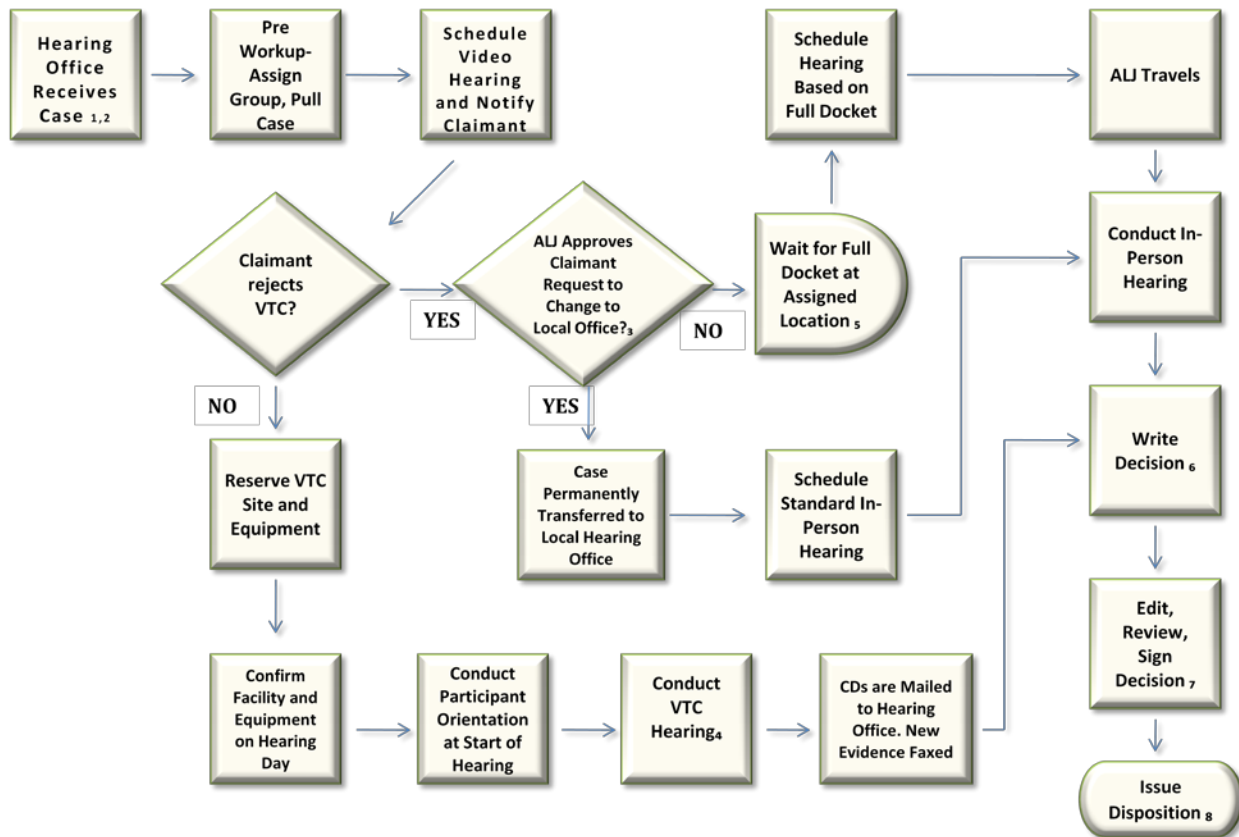 Hearing
Office
Receives
Case 1,2
Pre
Workup-
Assign
Group, Pull
Case
Schedule
Video
Hearing
and Notify
Claimant
Schedule
Hearing
Based on
Full Docket
ALJ Travels
Claimant
rejects
VTC?
YES
ALJ Approves
Claimant
Request to
Change to
Local Office?3
NO
Wait for Full
Docket at
Assigned
Location 5
Conduct In-
Person
Hearing
NO
YES
Reserve VTC
Site and
Equipment
Case
Permanently
Transferred to
Local Hearing
Office
Schedule
Standard In-
Person
Hearing
Write
Decision 6
Confirm
Facility and
Equipment
on Hearing
Day
Conduct
Participant
Orientation
at Start of
Hearing
Conduct
VTC
Hearing4
CDs are Mailed
to Hearing
Office. New
Evidence Faxed
Edit,
Review,
Sign
Decision 7
Issue
Disposition 8